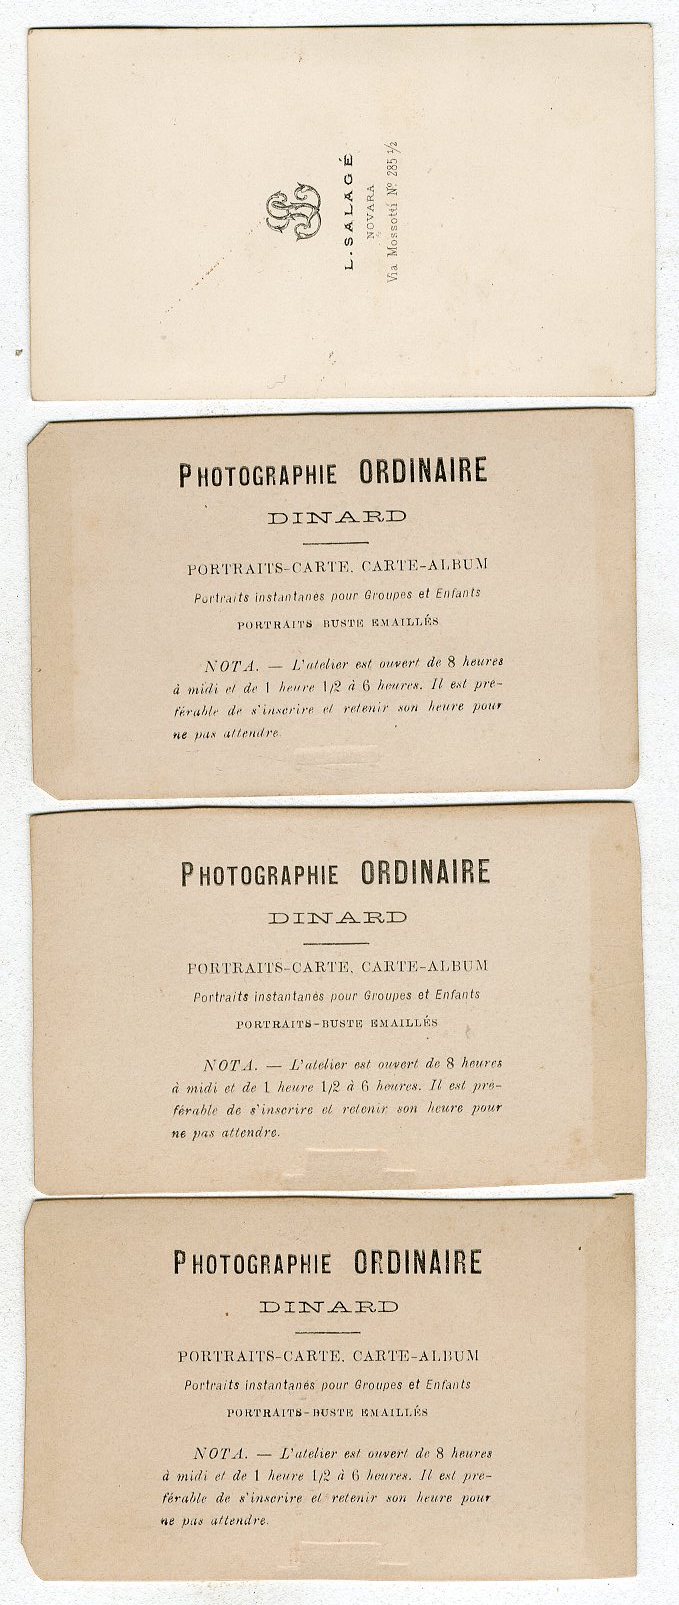 L. SALAGÉ
NOVARA
Via Mossotti Nº 285 ½
PHOTOGRAPHIE ORDINAIRE
DINARD
PORTRAITS-CARTE, CARTE-ALBUM
Portraits instantanés pour Groupes et Enfants
PORTRAITS BUSTE EMAILLÉS
NOTA. — L'atelier est ouvert de 8 heures
à midi et de 1 heure 1/2 à 6 heures. Il est pré-
férable de s'inscrire et retenir son heure pour
ne pas attendre.
PHOTOGRAPHIE ORDINAIRE
DINARD
PORTRAITS-CARTE, CARTE-ALBUM
Portraits instantanés pour Groupes et Enfants
PORTRAITS-BUSTE EMAILLÉS
NOTA. — L'atelier est ouvert de 8 heures
à midi et de 1 heure 1/2 à 6 heures. Il est pré-
férable de s'inscrire et retenir son heure pour
ne pas attendre.
PHOTOGRAPHIE ORDINAIRE
DINARD
PORTRAITS-CARTE, CARTE-ALBUM
Portraits instantanés pour Groupes et Enfants
PORTRAITS-BUSTE EMAILLÉS
NOTA. — L'atelier est ouvert de 8 heures
à midi et de 1 heure 1/2 à 6 heures. Il est pré-
férable de s'inscrire et retenir son heure pour
ne pas attendre.